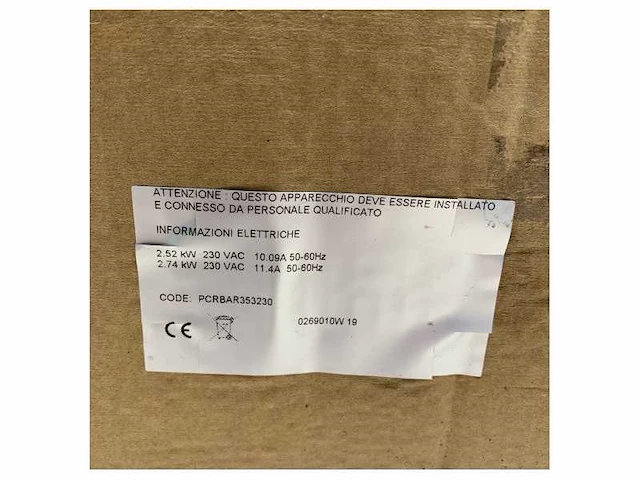 ATTENZIONE : QUESTO APPARECCHIO DEVE ESSERE INSTALLATO
E CONNESSO DA PERSONALE QUALIFICATO
INFORMAZIONI ELETTRICHE
2.52 kW 230 VAC 10.09A 50-60Hz
2.74 kW 230 VAC 11.4A 50-60Hz
CODE: PCRBAR353230
0269010W 19
CE